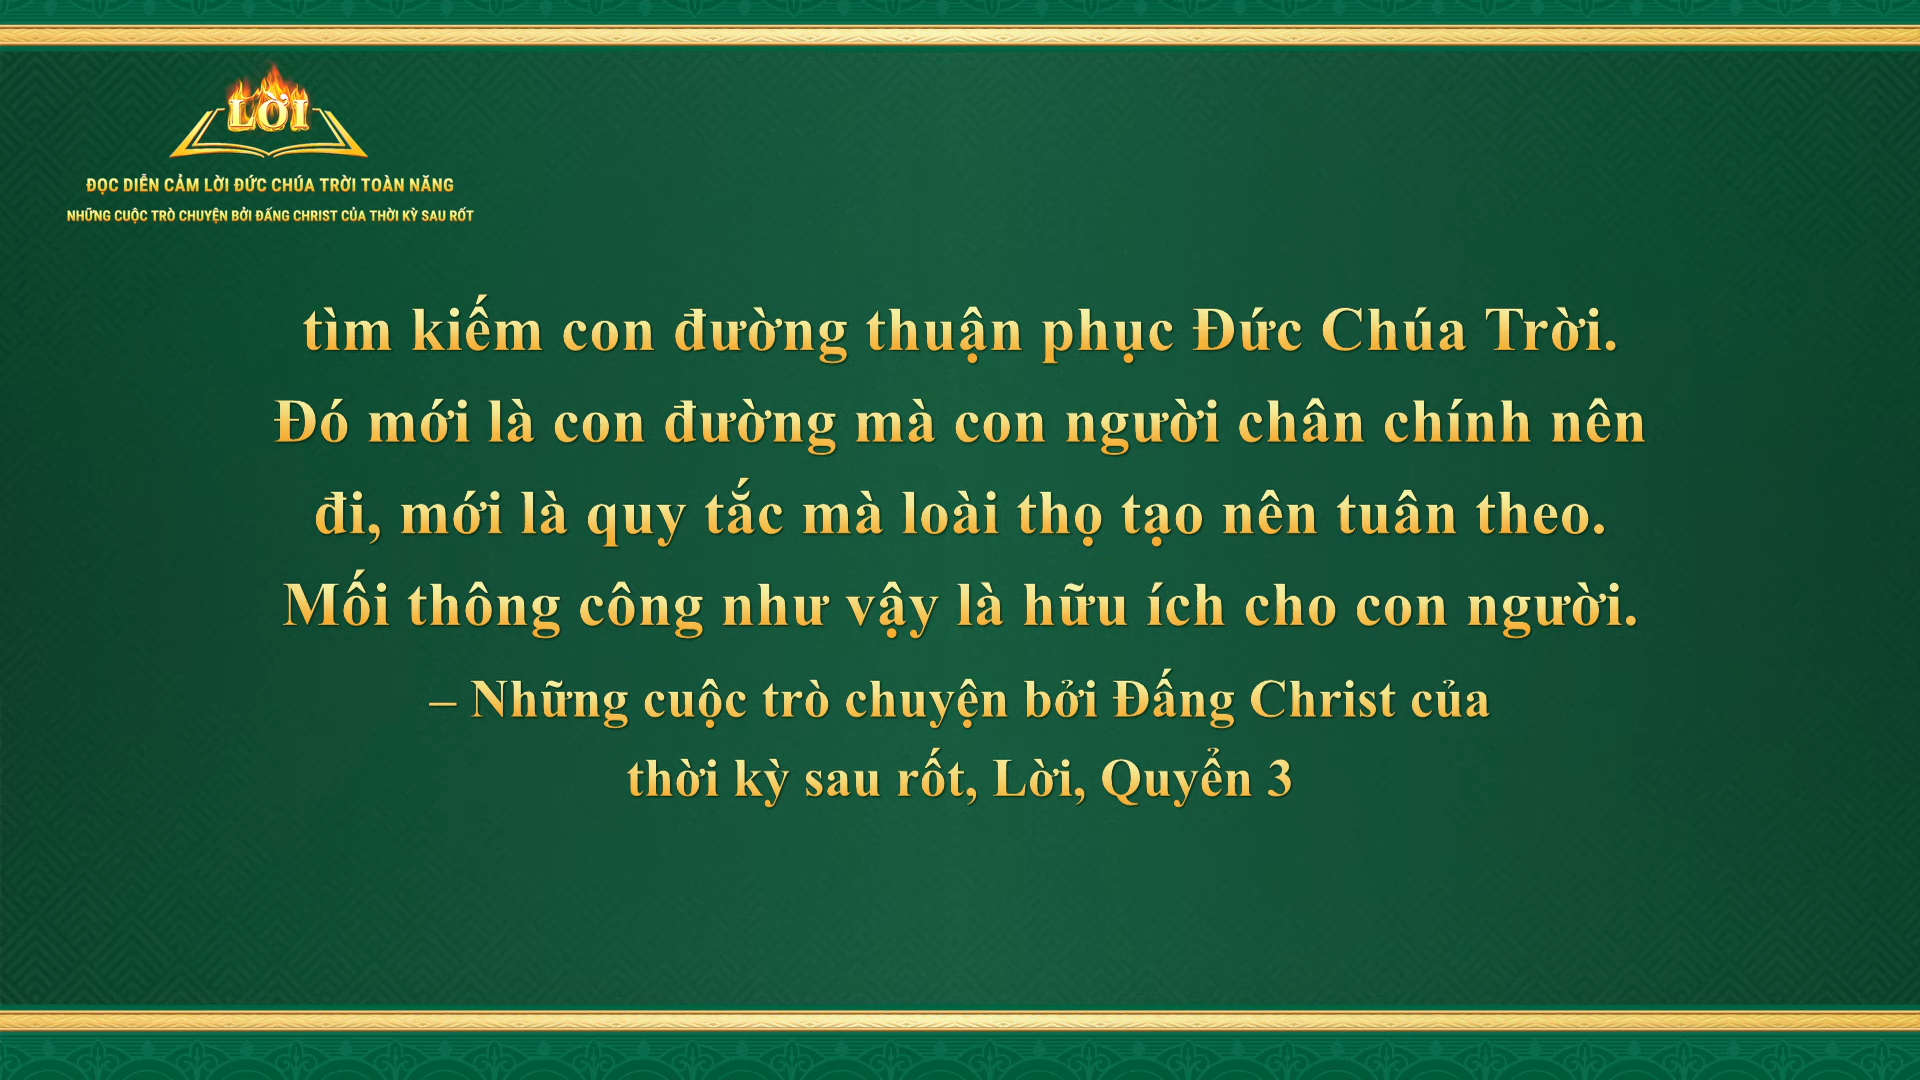 LỜI
ĐỌC DIỄN CẢM LỜI ĐỨC CHÚA TRỜI TOÀN NĂNG
NHỮNG CUỘC TRÒ CHUYỆN BỞI ĐẤNG CHRIST CỦA THỜI KỲ SAU RỐT
tìm kiếm con đường thuận phục Đức Chúa Trời.
Đó mới là con đường mà con người chân chính nên
đi, mới là quy tắc mà loài thọ tạo nên tuân theo.
Mối thông công như vậy là hữu ích cho con người.
– Những cuộc trò chuyện bởi Đấng Christ của
thời kỳ sau rốt, Lời, Quyển 3